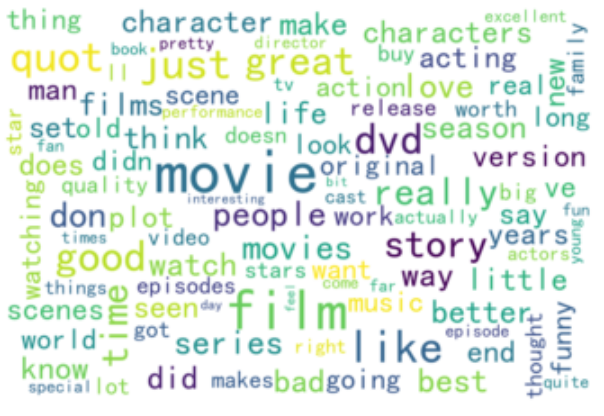 thing
character
make
characters
excellent
book
pretty
director
family
quot
ll
just
great
buy
acting
new
man
films
scene
tv
action
love
real
performance
life
release
worth
long
star
fan
set
old
think
doesn
look
dvd
season
does
didn
movie
original
version
quality
interesting
bit
cast
really
big
ve
watching
don
plot
people
work
actually
say
fun
times
video
movies
story
years
actors
young
good
watch
stars
want
way
little
things
episodes
come
far
scenes
time
seen
day
film
feel
music
better
world
got
series
right
like
end
episode
thought
funny
know
special
lot
did
makes
bad
going
best
quite